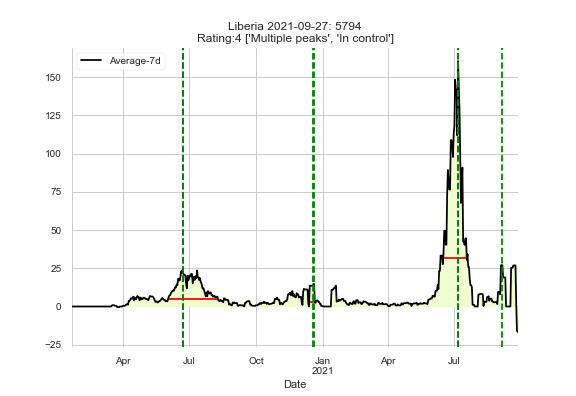 Liberia 2021-09-27: 5794
Rating:4 ['Multiple peaks', 'In control']
Average-7d
150
125
100
75
50
25
0
−25
Apr
Jul
Oct
Jan
2021
Apr
Jul
Date